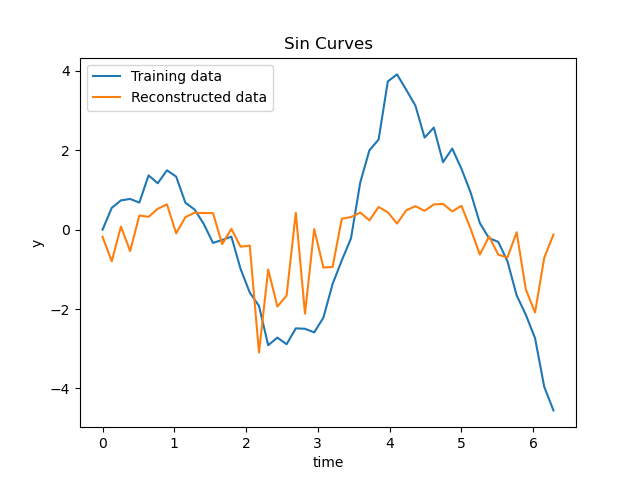 Sin Curves
Training data
Reconstructed data
4
2
0
−2
−4
y
0 1 2 3 4 5 6
time